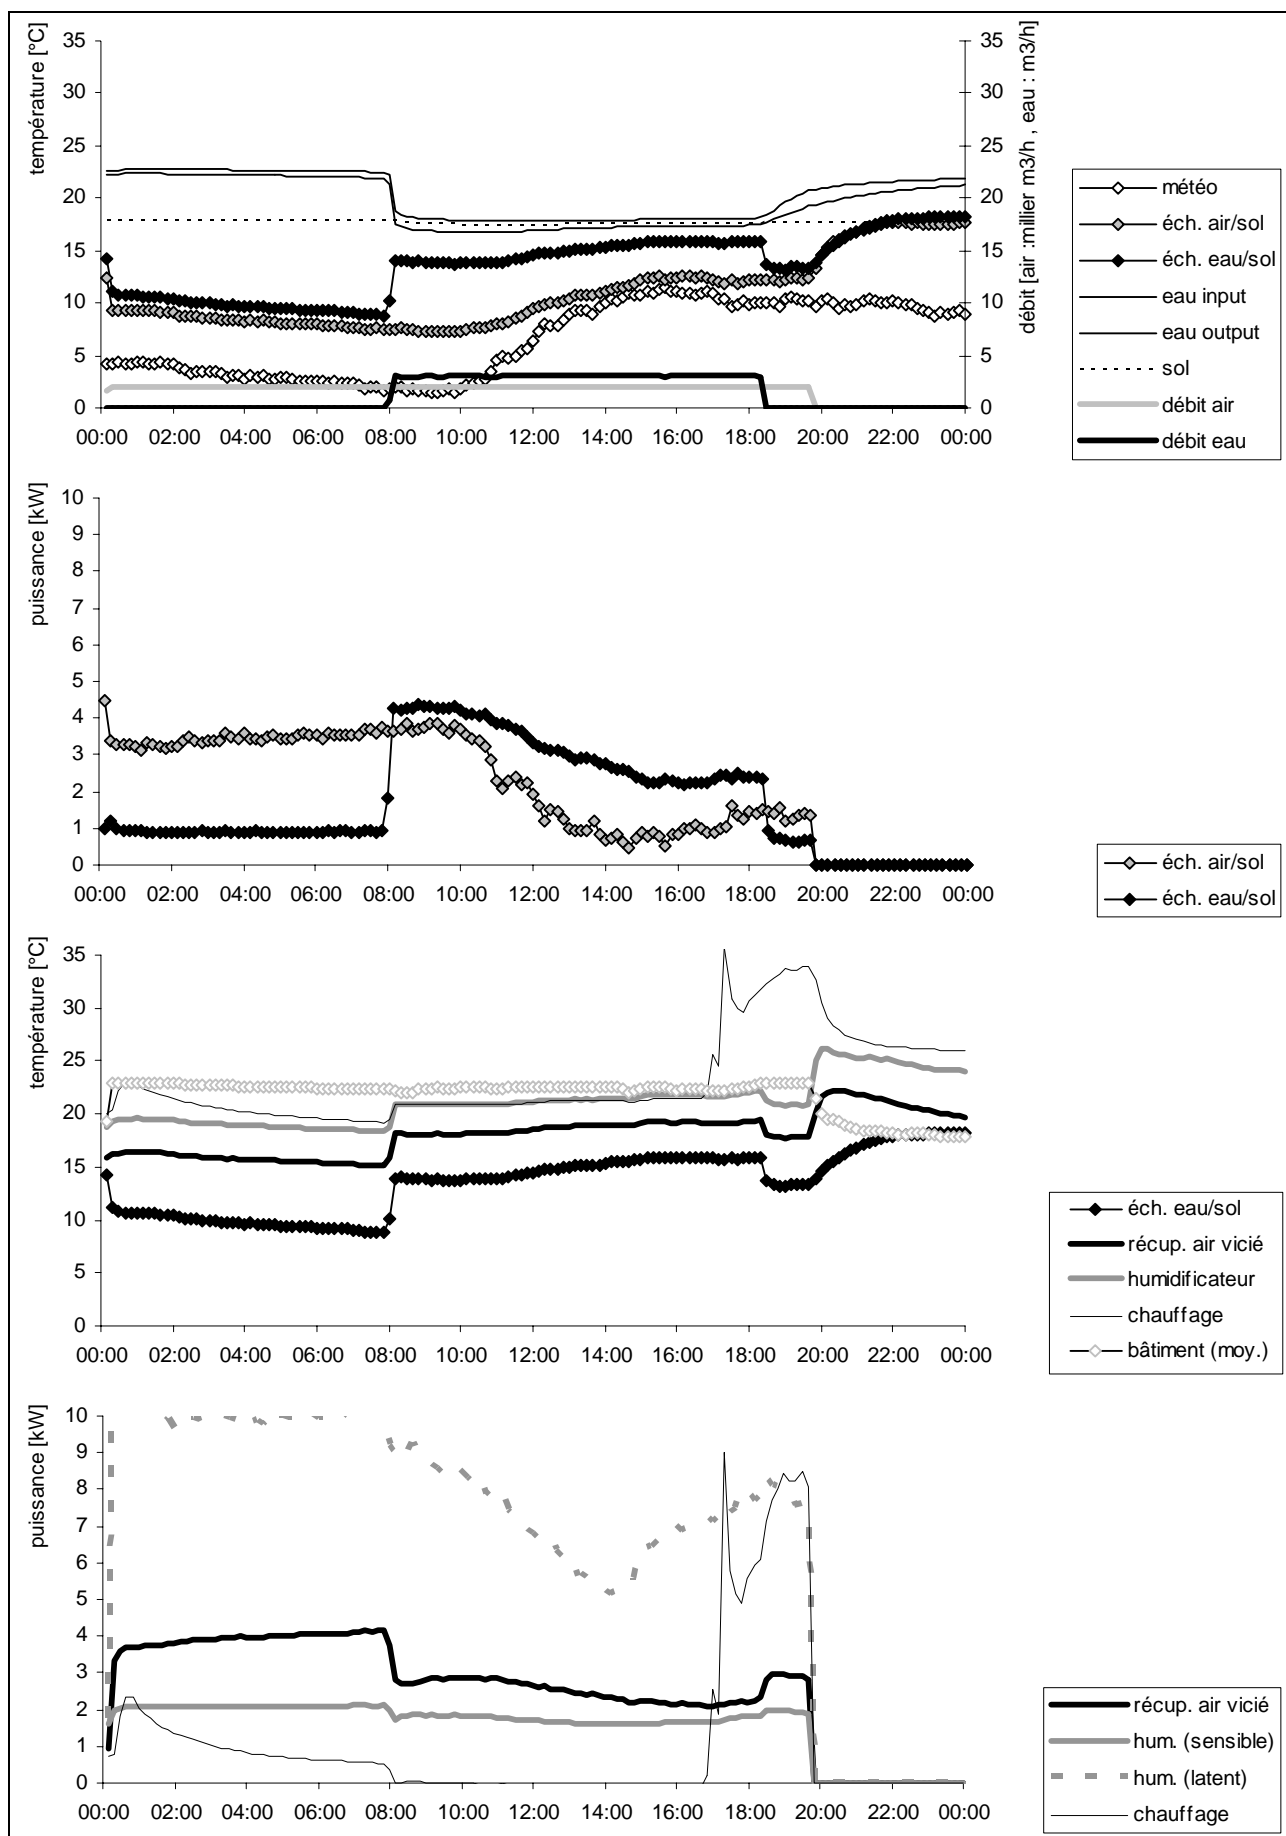 température [°C]
débit [air :millier m3/h , eau : m3/h]
35 35
30 30
25 25
20 20
15 15
10 10
5 5
0 0
00:00 02:00 04:00 06:00 08:00 10:00 12:00 14:00 16:00 18:00 20:00 22:00 00:00
météo
éch. air/sol
éch. eau/sol
eau input
eau output
sol
débit air
débit eau
puissance [kW]
10
9
8
7
6
5
4
3
2
1
0
00:00 02:00 04:00 06:00 08:00 10:00 12:00 14:00 16:00 18:00 20:00 22:00 00:00
éch. air/sol
éch. eau/sol
température [°C]
35
30
25
20
15
10
5
0
00:00 02:00 04:00 06:00 08:00 10:00 12:00 14:00 16:00 18:00 20:00 22:00 00:00
éch. eau/sol
récup. air vicié
humidificateur
chauffage
bâtiment (moy.)
puissance [kW]
10
9
8
7
6
5
4
3
2
1
0
00:00 02:00 04:00 06:00 08:00 10:00 12:00 14:00 16:00 18:00 20:00 22:00 00:00
récup. air vicié
hum. (sensible)
hum. (latent)
chauffage